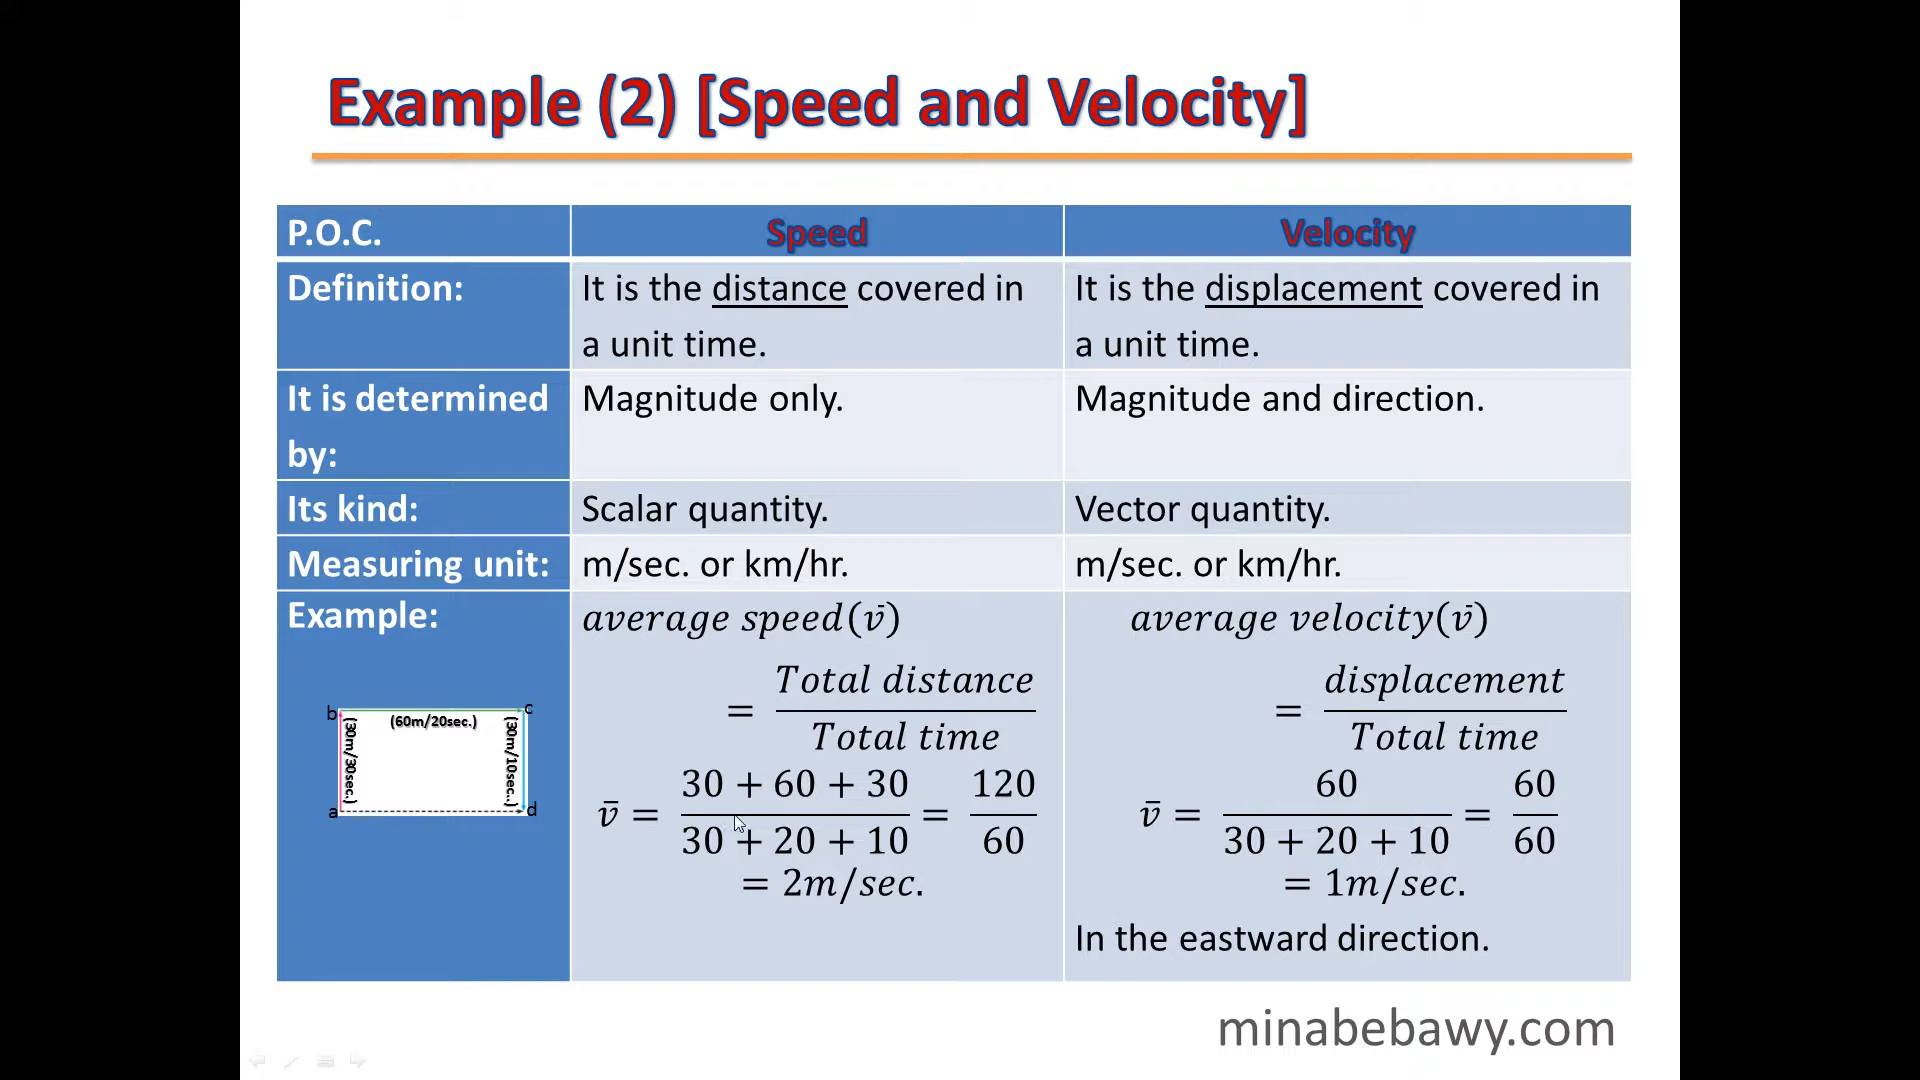 Example (2) [Speed and Velocity]
P.O.C.
Speed
Velocity
Definition:
It is the distance covered in
a unit time.
It is the displacement covered in
a unit time.
It is determined
by:
Magnitude only.
Magnitude and direction.
Its kind:
Scalar quantity.
Vector quantity.
Measuring unit:
m/sec. or km/hr.
m/sec. or km/hr.
Example:
b
c
(60m/20sec.)
(30m/30sec.)
(30m/10sec..)
a
d
average speed(v̄)
= Total distance / Total time
v̄ = 30 + 60 + 30 / 30 + 20 + 10 = 120 / 60
= 2m/sec.
average velocity(v̄)
= displacement / Total time
v̄ = 60 / 30 + 20 + 10 = 60 / 60
= 1m/sec.
In the eastward direction.
minabebawy.com